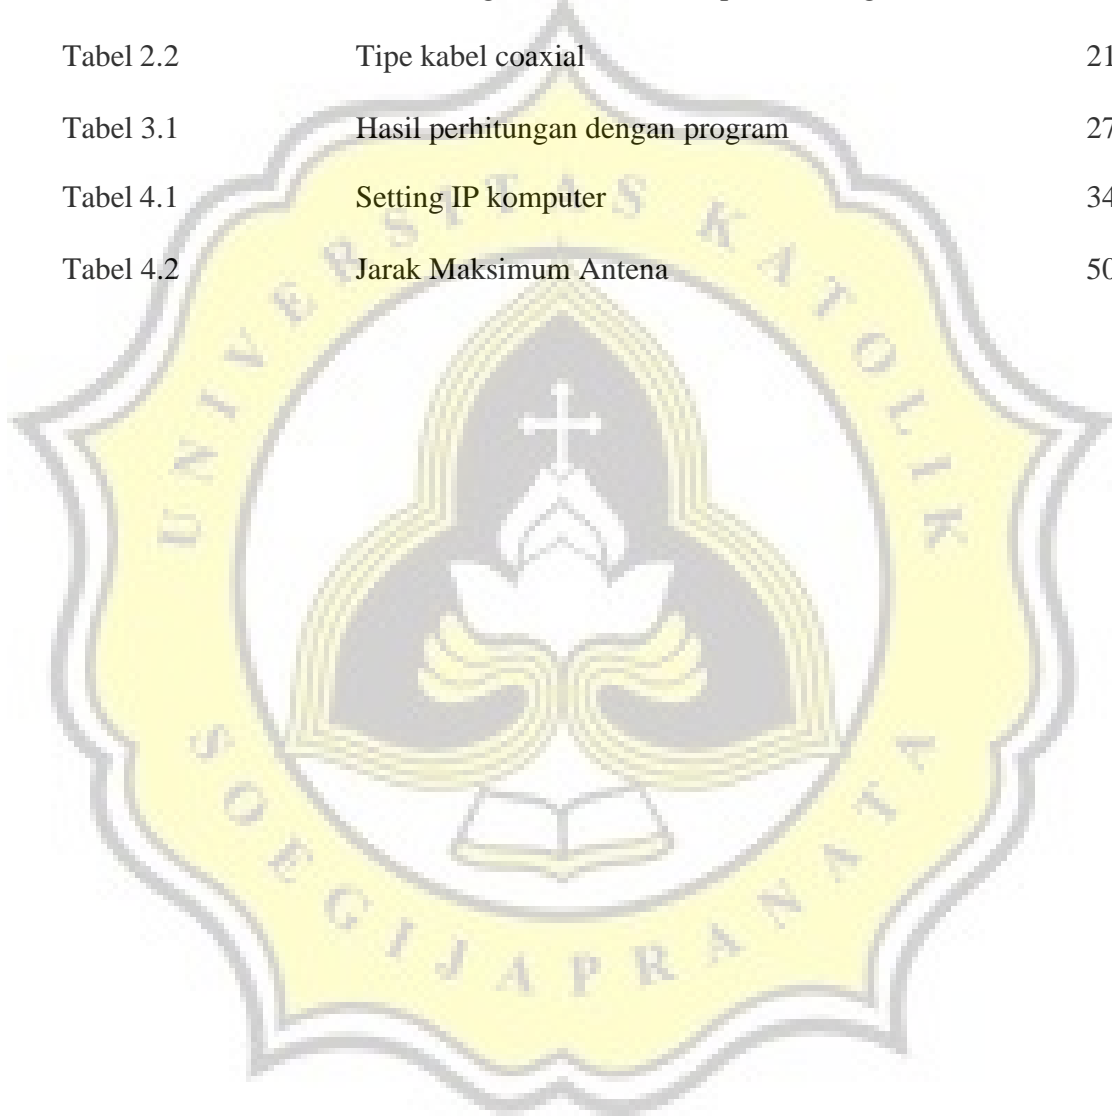 Tabel 2.2 Tipe kabel coaxial 21
Tabel 3.1 Hasil perhitungan dengan program 27
Tabel 4.1 Setting IP komputer 34
Tabel 4.2 Jarak Maksimum Antena 50
UNIVERSITAS KATOLIK
SOEGIJAPRANATA